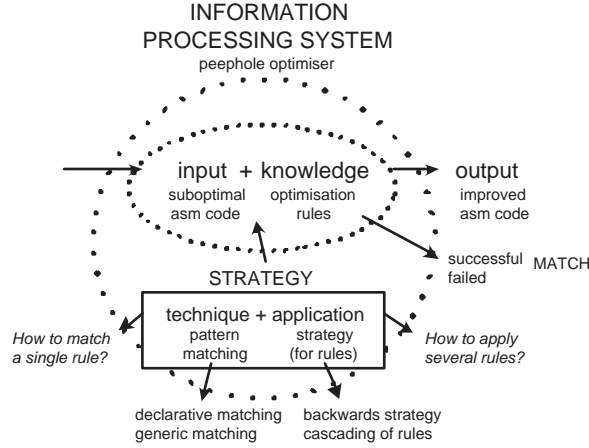 INFORMATION
PROCESSING SYSTEM
peephole optimiser
input + knowledge
output
suboptimal
asm code
optimisation
rules
improved
asm code
successful
failed
MATCH
STRATEGY
technique + application
pattern
matching
strategy
(for rules)
How to match
a single rule?
How to apply
several rules?
declarative matching
generic matching
backwards strategy
cascading of rules